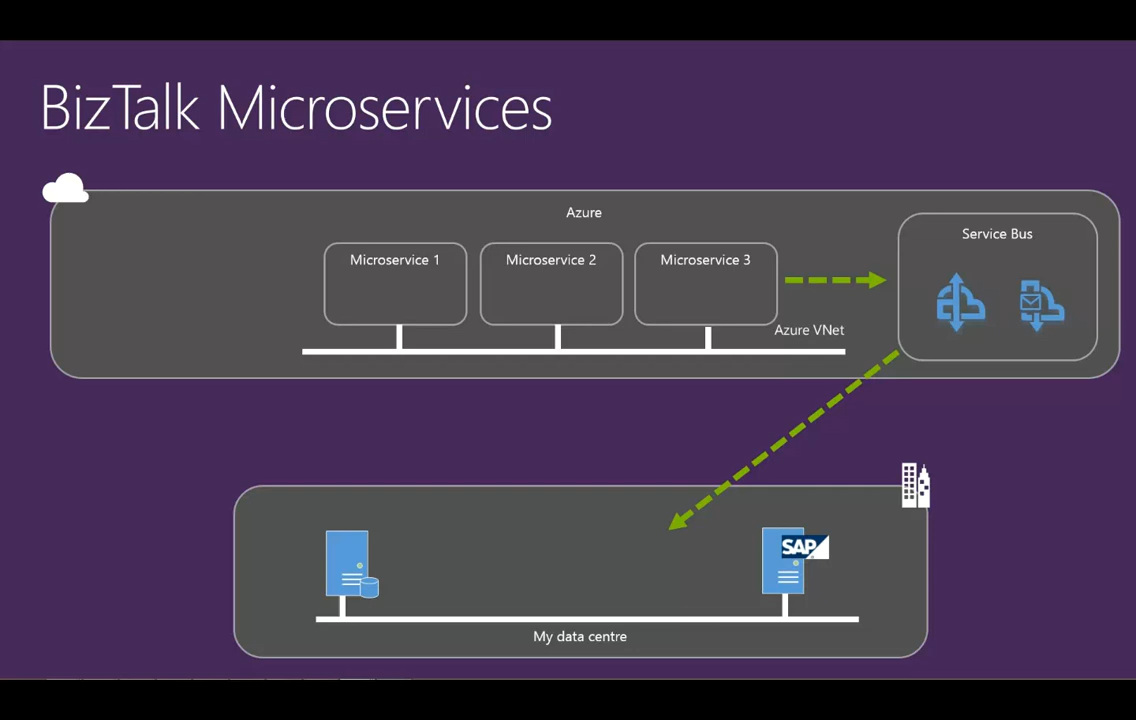 BizTalk Microservices
Azure
Service Bus
Microservice 1
Microservice 2
Microservice 3
Azure VNet
SAP
My data centre